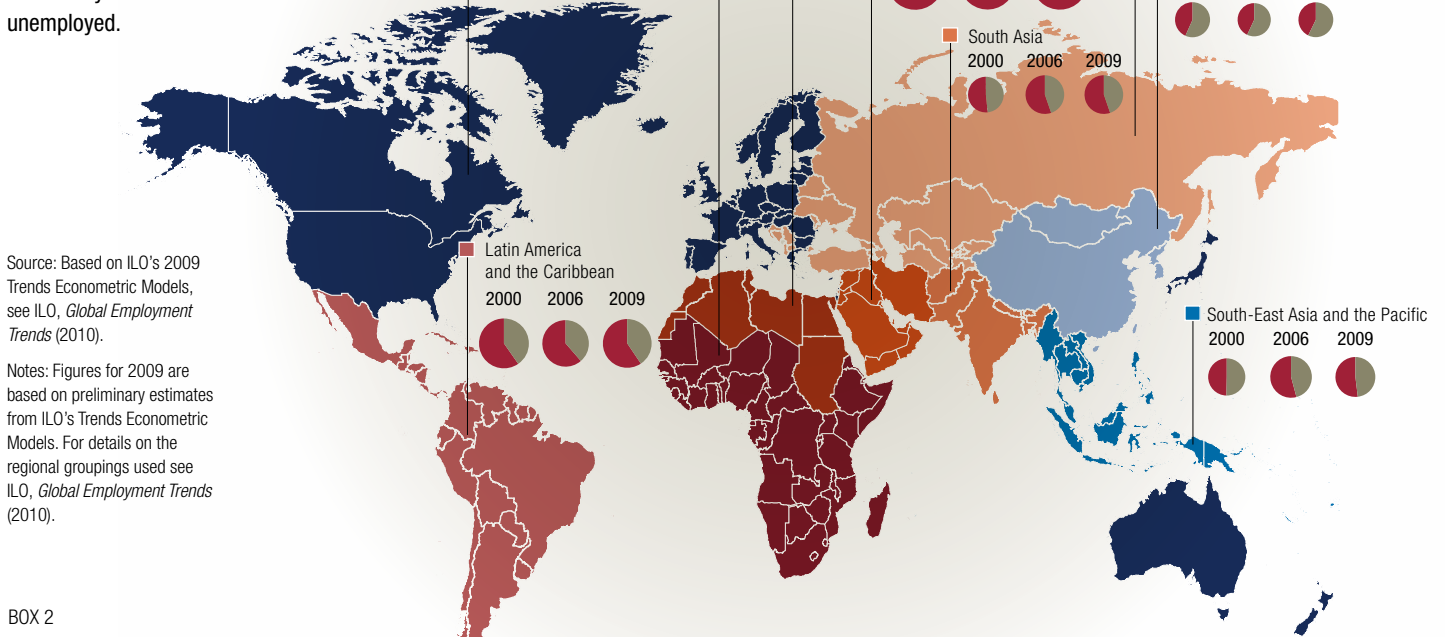 unemployed.
South Asia
2000 2006 2009
Latin America
and the Caribbean
2000 2006 2009
South-East Asia and the Pacific
2000 2006 2009
Source: Based on ILO's 2009
Trends Econometric Models,
see ILO, Global Employment
Trends (2010).
Notes: Figures for 2009 are
based on preliminary estimates
from ILO's Trends Econometric
Models. For details on the
regional groupings used see
ILO, Global Employment Trends
(2010).
BOX 2